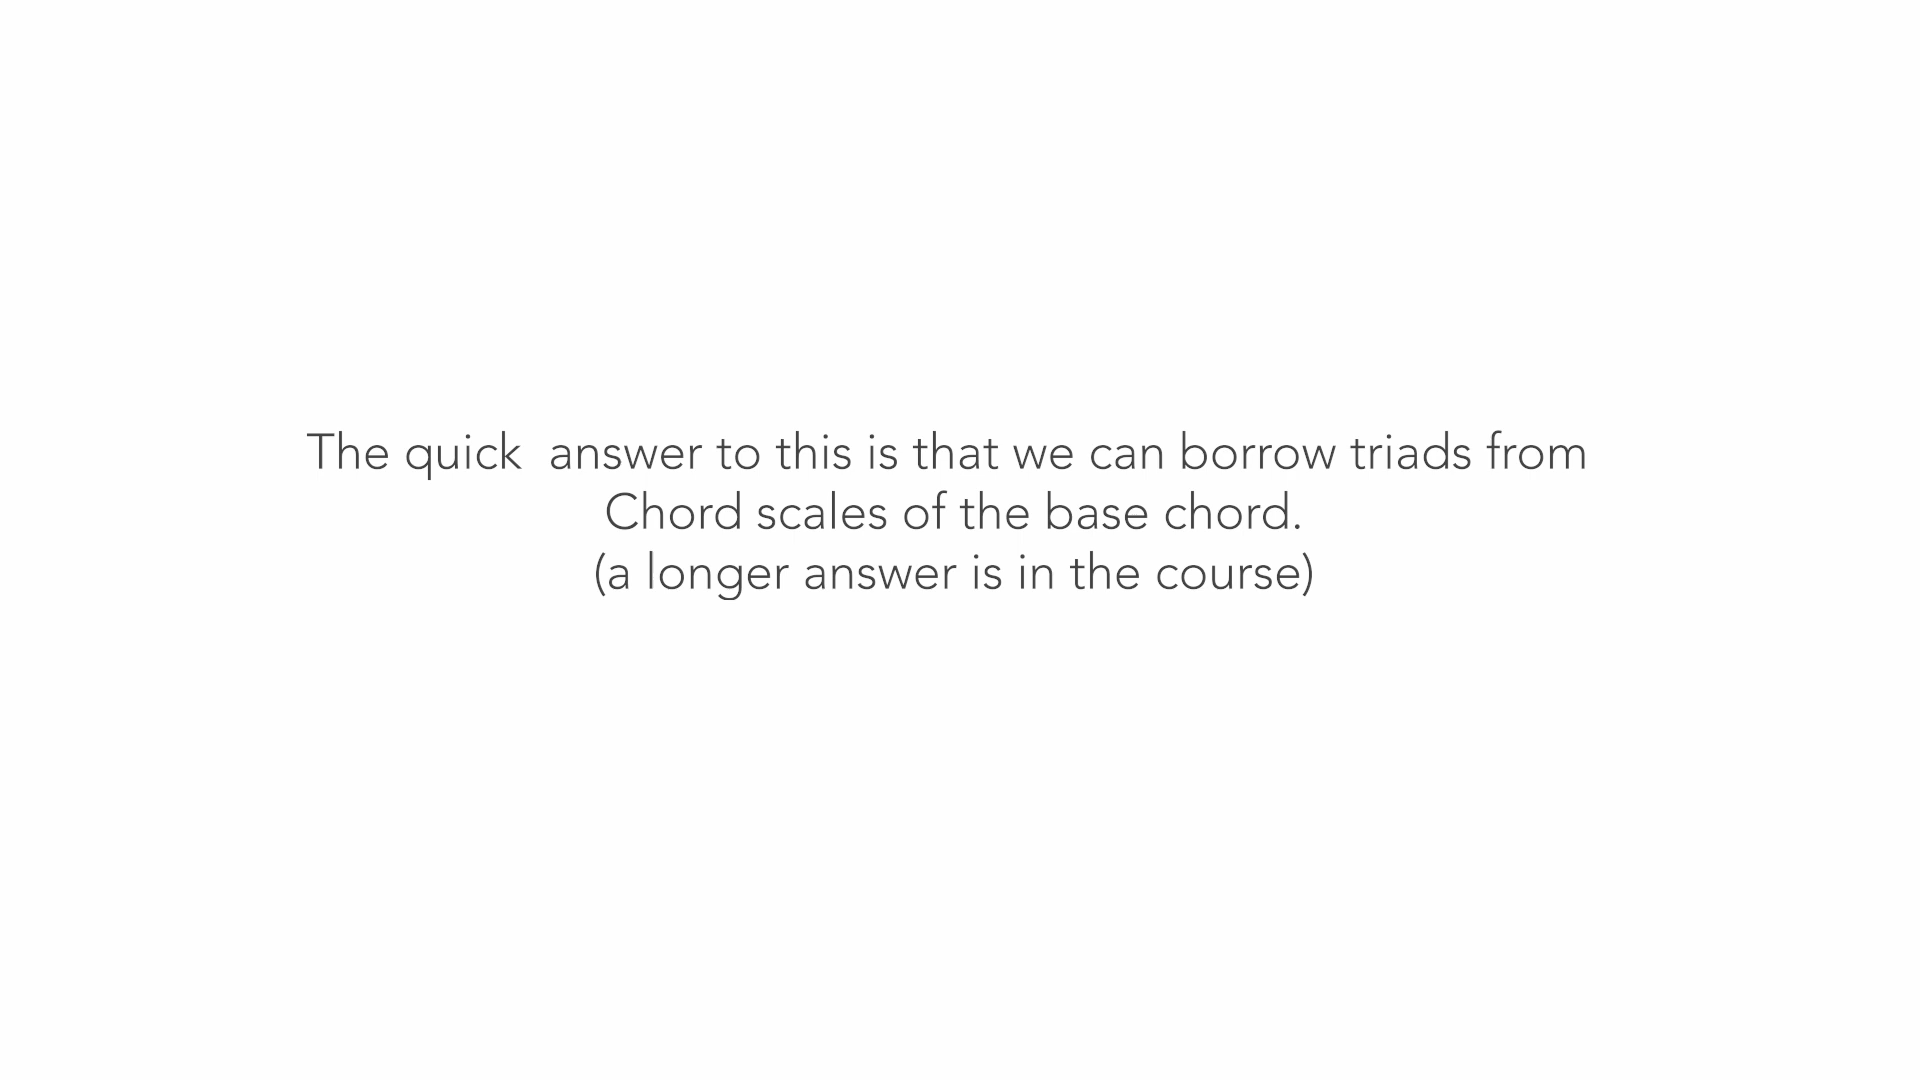 The quick  answer to this is that we can borrow triads from
Chord scales of the base chord.
(a longer answer is in the course)